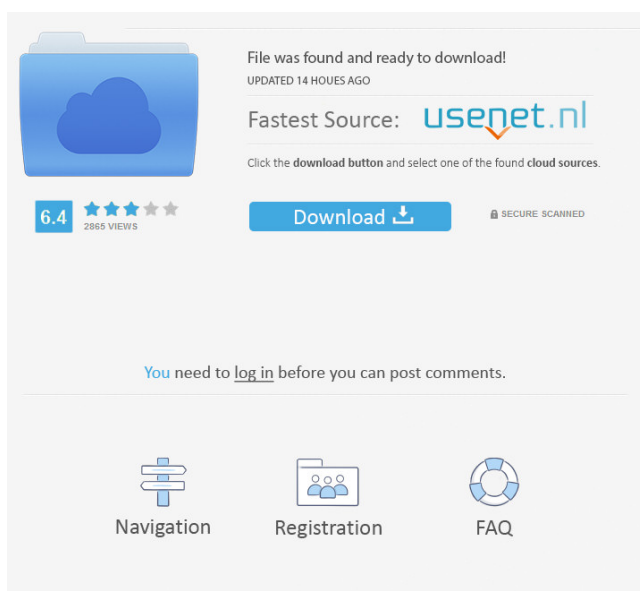 File was found and ready to download!
UPDATED 14 HOUES AGO
Fastest Source: usenet.nl
Click the download button and select one of the found cloud sources.
6.4
2865 VIEWS
Download
SECURE SCANNED
You need to log in before you can post comments.
Navigation
Registration
FAQ